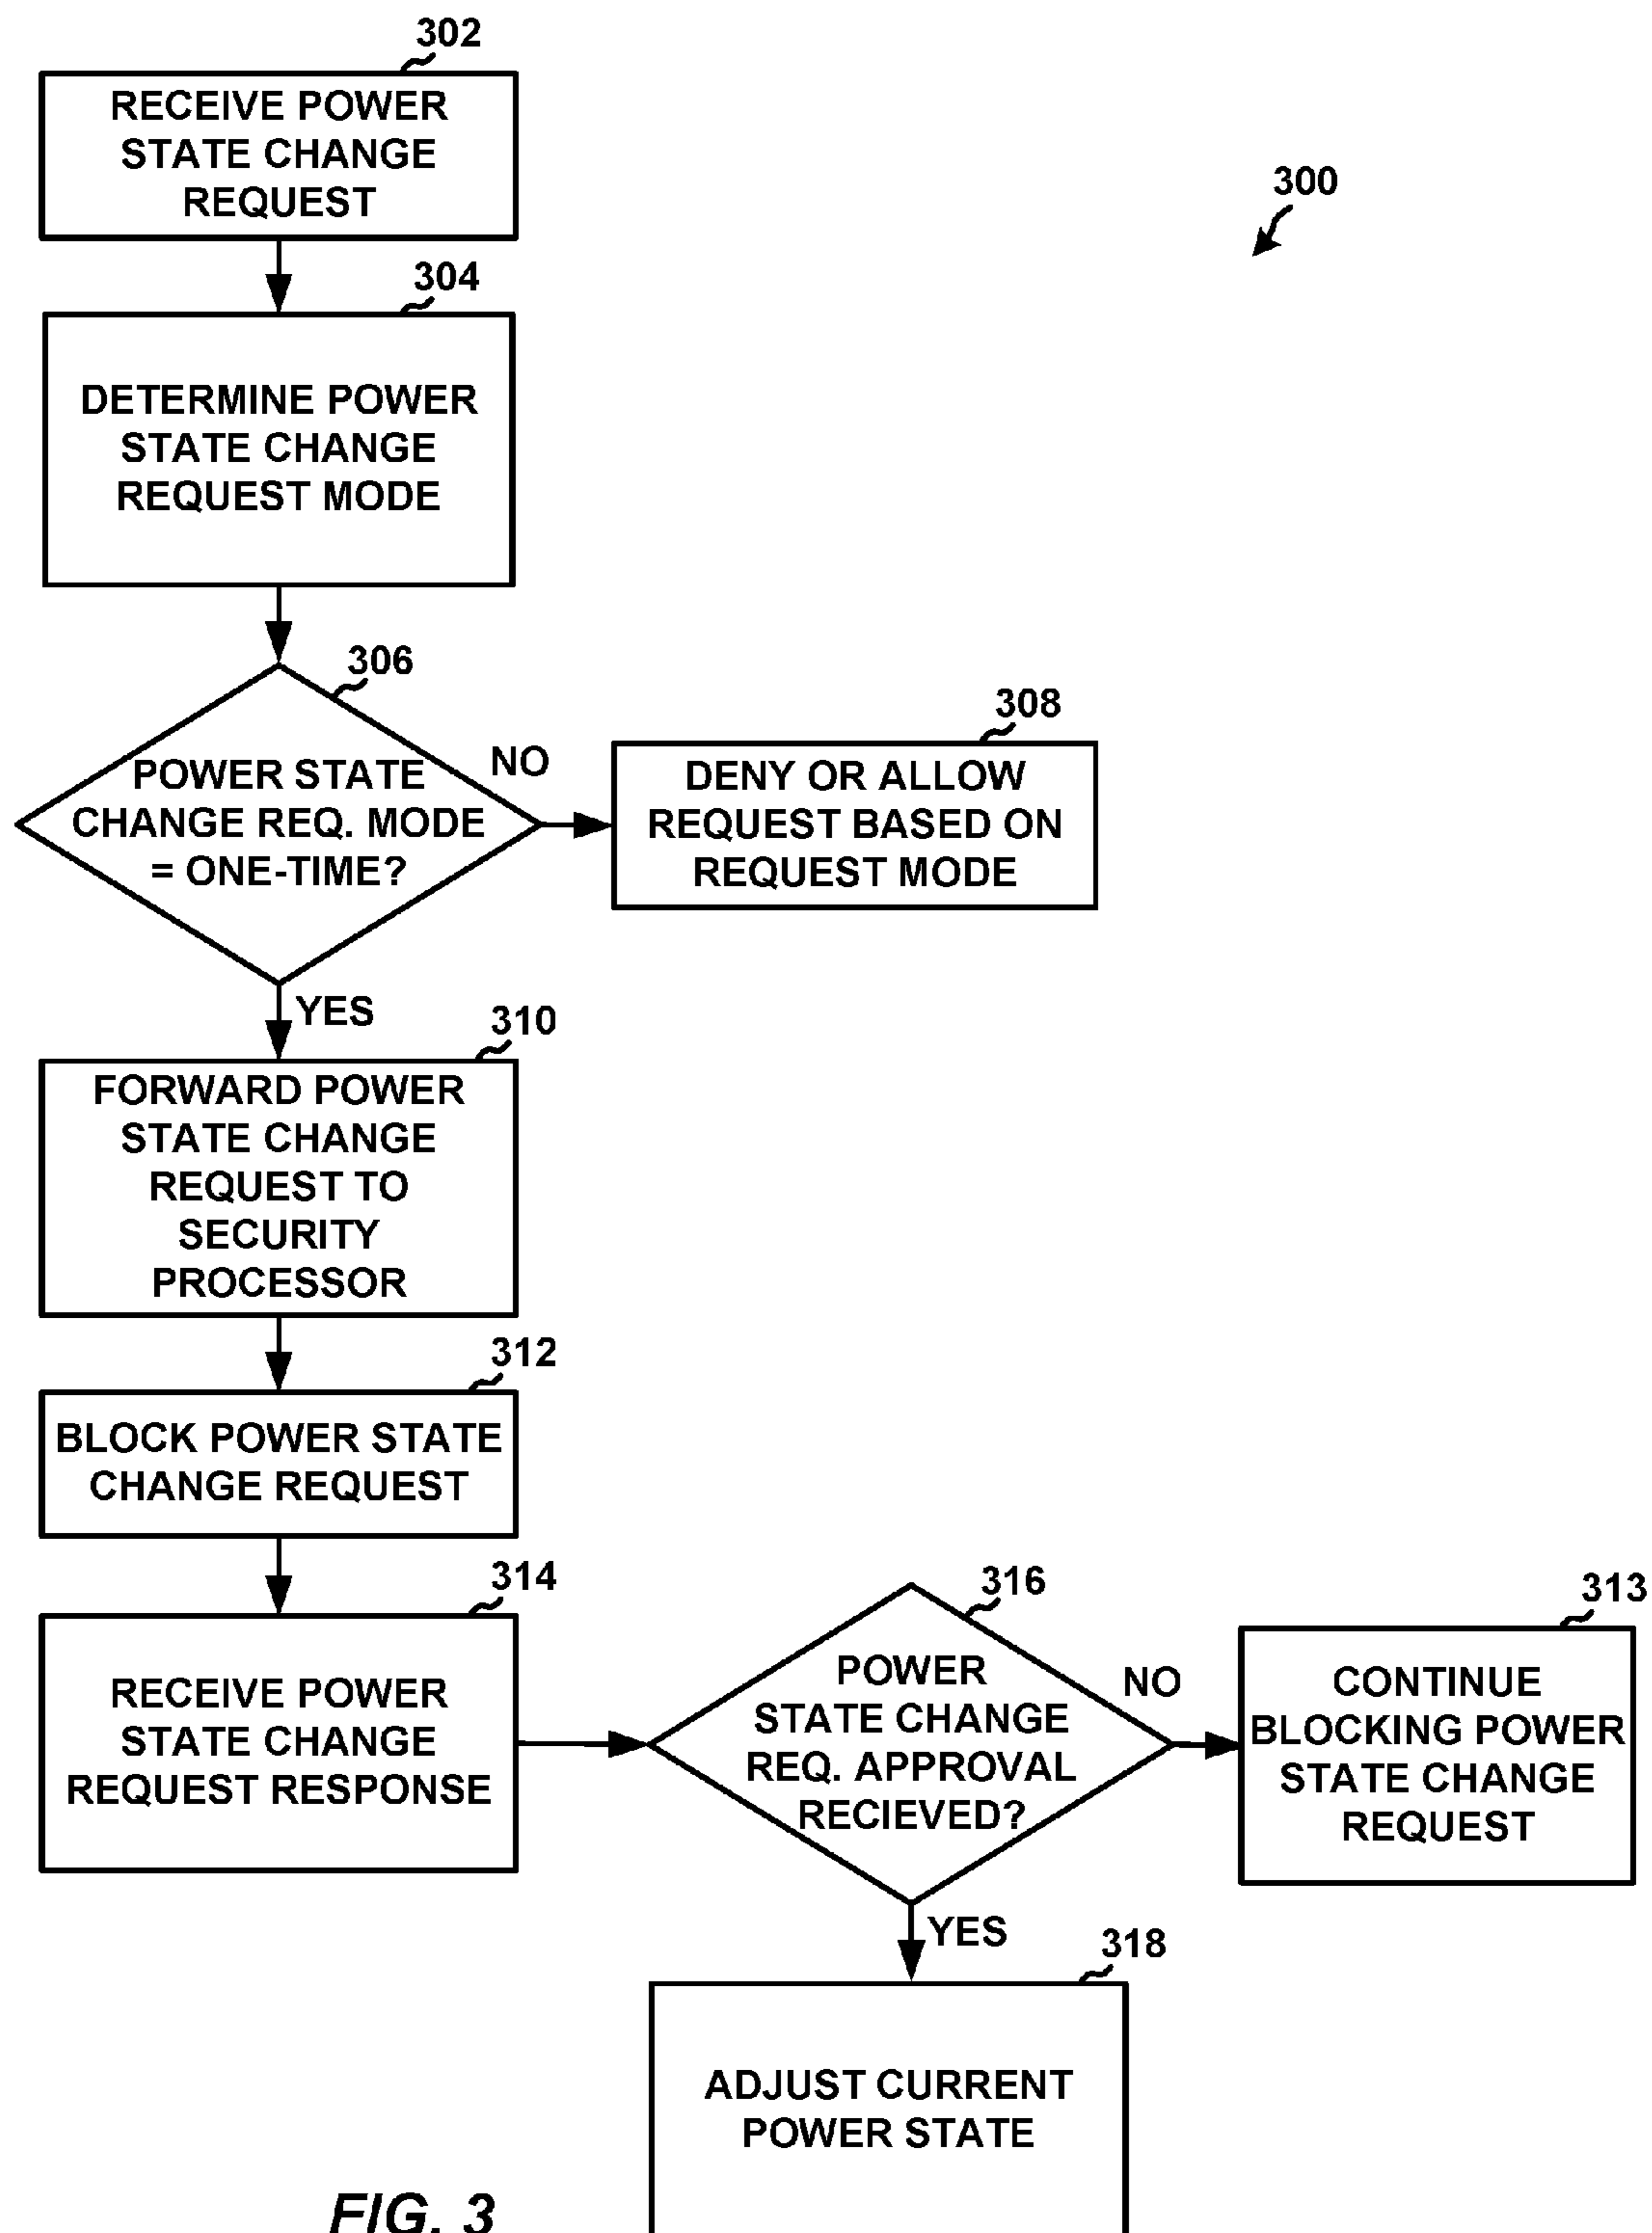 302
RECEIVE POWER
STATE CHANGE
REQUEST
300
304
DETERMINE POWER
STATE CHANGE
REQUEST MODE
306
POWER STATE
CHANGE REQ. MODE
= ONE-TIME?
NO
308
DENY OR ALLOW
REQUEST BASED ON
REQUEST MODE
YES
310
FORWARD POWER
STATE CHANGE
REQUEST TO
SECURITY
PROCESSOR
312
BLOCK POWER STATE
CHANGE REQUEST
314
RECEIVE POWER
STATE CHANGE
REQUEST RESPONSE
316
POWER
STATE CHANGE
REQ. APPROVAL
RECIEVED?
NO
313
CONTINUE
BLOCKING POWER
STATE CHANGE
REQUEST
YES
318
ADJUST CURRENT
POWER STATE
FIG. 3